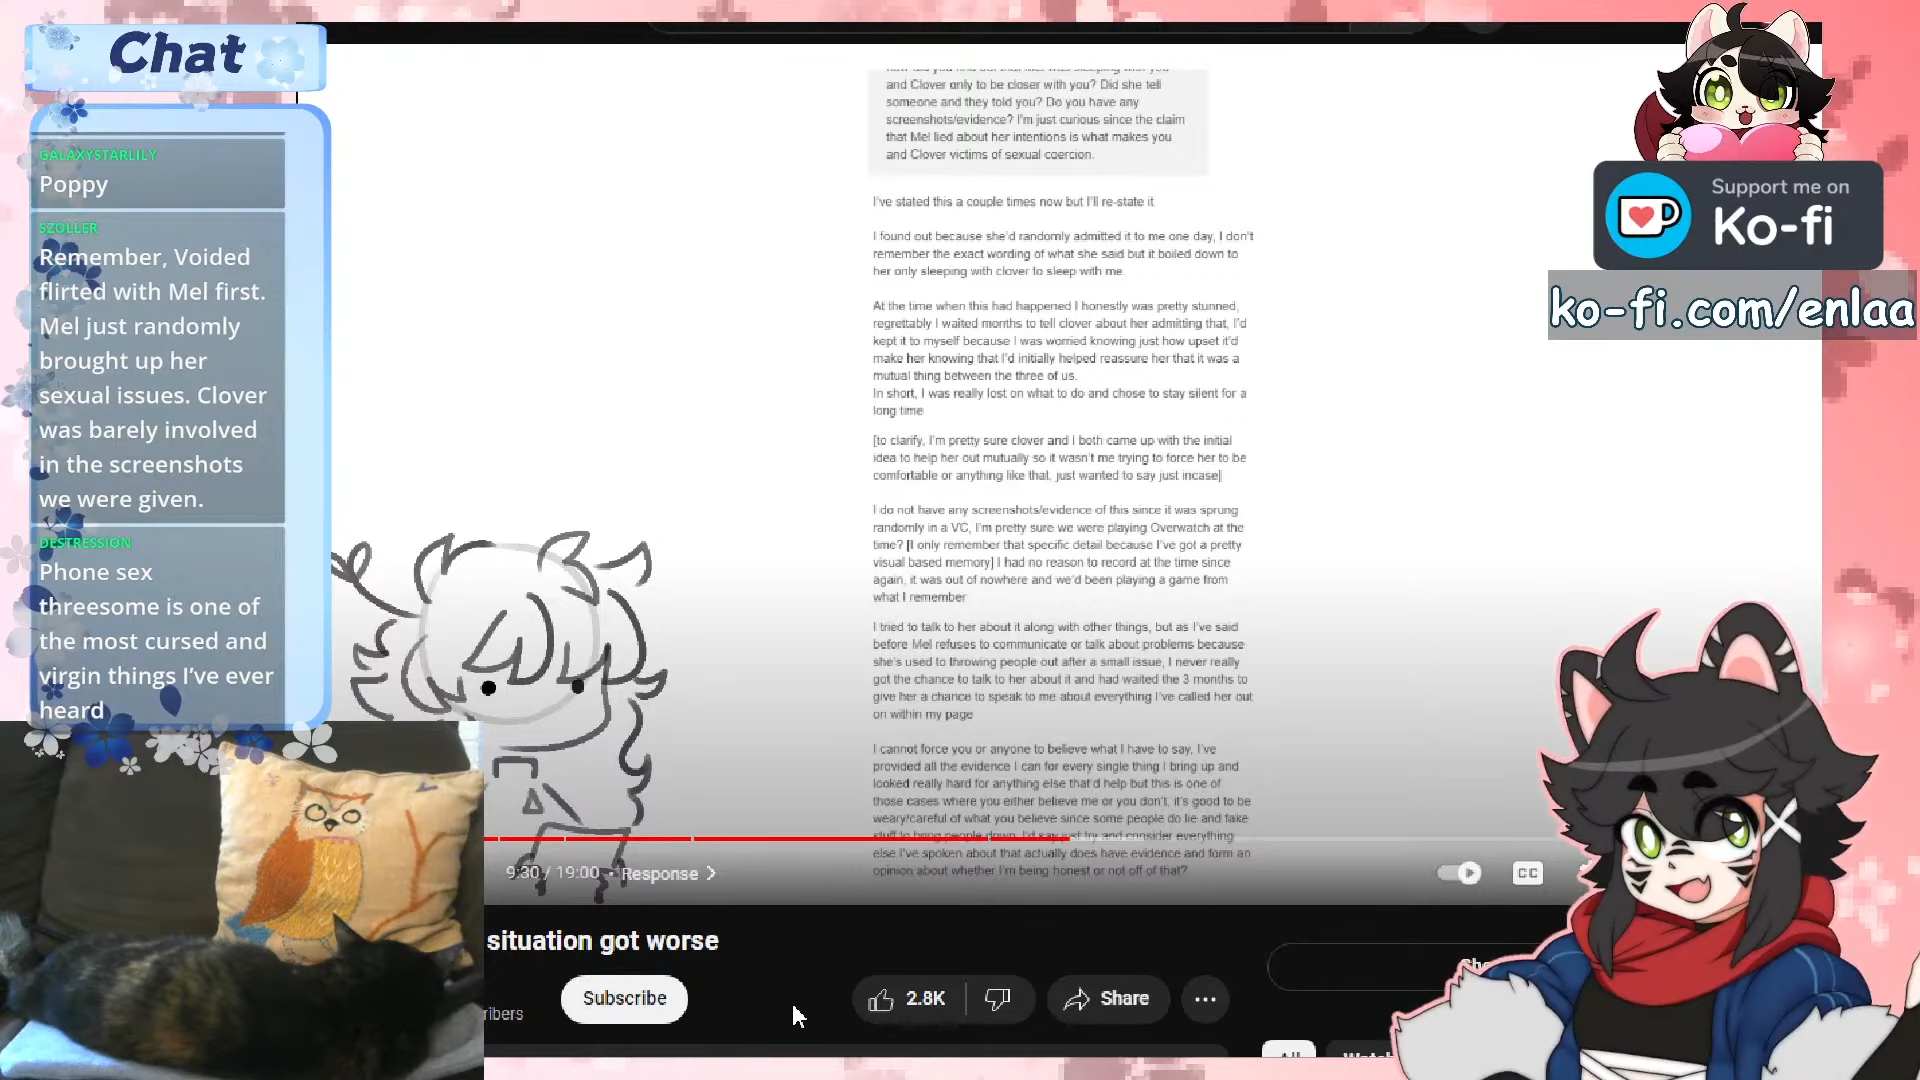 Chat
GALAXYSTARLILY
Poppy
SZOLLER
Remember, Voided
flirted with Mel first.
Mel just randomly
brought up her
sexual issues. Clover
was barely involved
in the screenshots
we were given.
DESTRESSION
Phone sex
threesome is one of
the most cursed and
virgin things I've ever
heard
and Clover only to be closer with you? Did she tell
someone and they told you? Do you have any
screenshots/evidence? I'm just curious since the claim
that Mel lied about her intentions is what makes you
and Clover victims of sexual coercion.
I've stated this a couple times now but I'll re-state it
I found out because she'd randomly admitted it to me one day, I don't
remember the exact wording of what she said but it boiled down to
her only sleeping with clover to sleep with me.
At the time when this had happened I honestly was pretty stunned,
regrettably I waited months to tell clover about her admitting that, I'd
kept it to myself because I was worried knowing just how upset it'd
make her knowing that I'd initially helped reassure her that it was a
mutual thing between the three of us.
In short, I was really lost on what to do and chose to stay silent for a
long time
[to clarify, I'm pretty sure clover and I both came up with the initial
idea to help her out mutually so it wasn't me trying to force her to be
comfortable or anything like that, just wanted to say just incase]
I do not have any screenshots/evidence of this since it was sprung
randomly in a VC, I'm pretty sure we were playing Overwatch at the
time? [I only remember that specific detail because I've got a pretty
visual based memory] I had no reason to record at the time since
again, it was out of nowhere and we'd been playing a game from
what I remember
I tried to talk to her about it along with other things, but as I've said
before Mel refuses to communicate or talk about problems because
she's used to throwing people out after a small issue, I never really
got the chance to talk to her about it and had waited the 3 months to
give her a chance to speak to me about everything I've called her out
on within my page
I cannot force you or anyone to believe what I have to say, I've
provided all the evidence I can for every single thing I bring up and
looked really hard for anything else that'd help but this is one of
those cases where you either believe me or you don't, it's good to be
weary/careful of what you believe since some people do lie and fake
stuff to bring people down, I'd say just try and consider everything
else I've spoken about that actually does have evidence and form an
opinion about whether I'm being honest or not off of that?
9:30 / 19:00 • Response
CC
situation got worse
ribers
Subscribe
2.8K
Share
All
Support me on
Ko-fi
ko-fi.com/enlaa